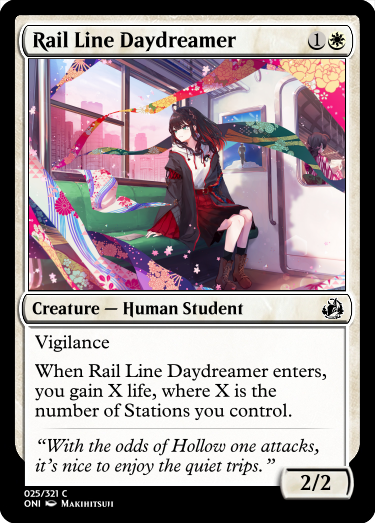 Rail Line Daydreamer
1
Creature — Human Student
Vigilance
When Rail Line Daydreamer enters,
you gain X life, where X is the
number of Stations you control.
“With the odds of Hollow one attacks,
it’s nice to enjoy the quiet trips.”
2/2
025/321 C
ONI Makihitsuji